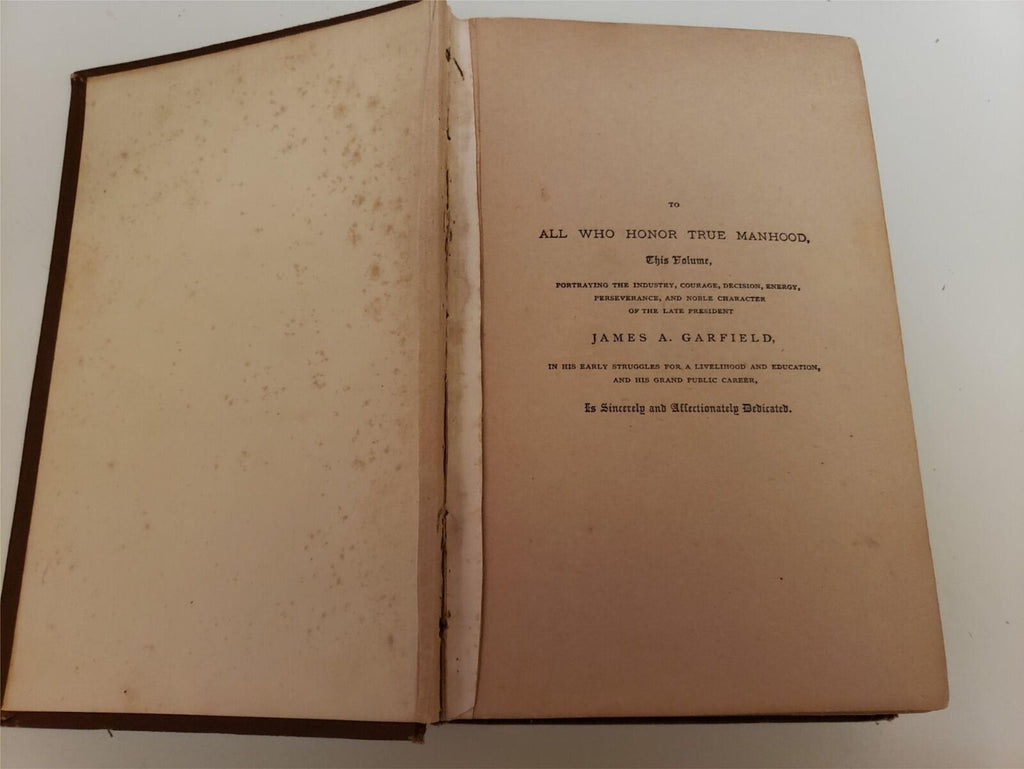 TO
ALL WHO HONOR TRUE MANHOOD,
This Volume,
PORTRAYING THE INDUSTRY, COURAGE, DECISION, ENERGY,
PERSEVERANCE, AND NOBLE CHARACTER
OF THE LATE PRESIDENT
JAMES A. GARFIELD,
IN HIS EARLY STRUGGLES FOR A LIVELIHOOD AND EDUCATION,
AND HIS GRAND PUBLIC CAREER,
Is Sincerely and Affectionately Dedicated.